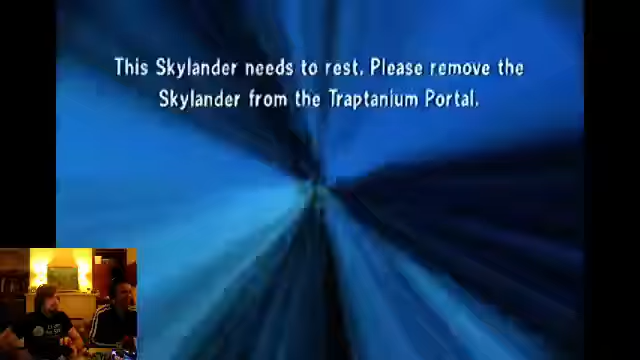 This Skylander needs to rest. Please remove the
Skylander from the Traptanium Portal.